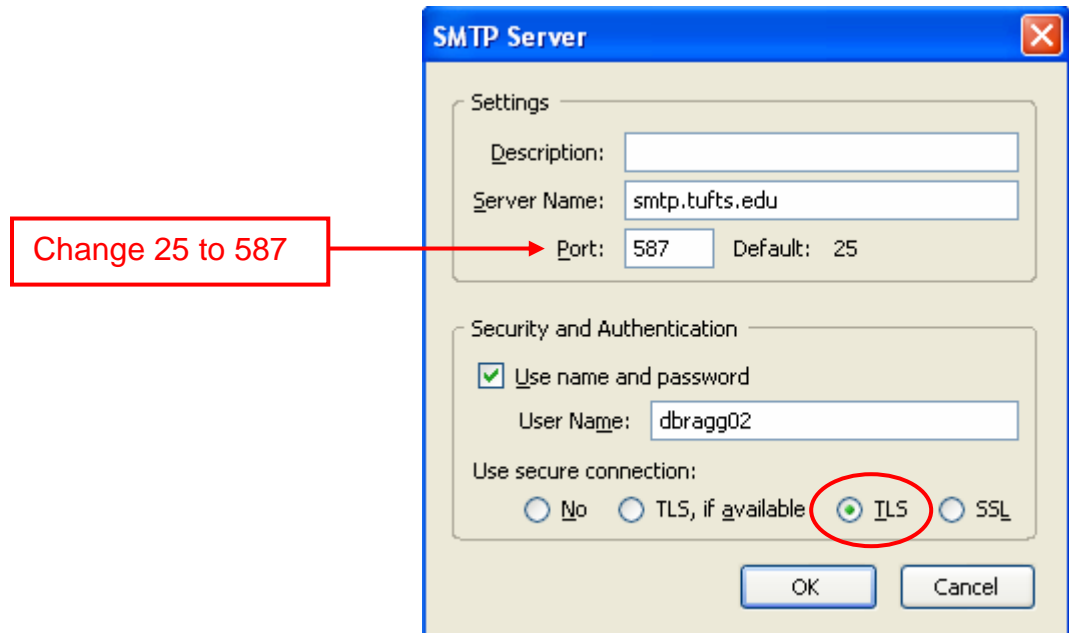 SMTP Server
Settings
Description:
Server Name: smtp.tufts.edu
Change 25 to 587
Port: 587 Default: 25
Security and Authentication
Use name and password
User Name: dbragg02
Use secure connection:
No TLS, if available TLS SSL
OK Cancel